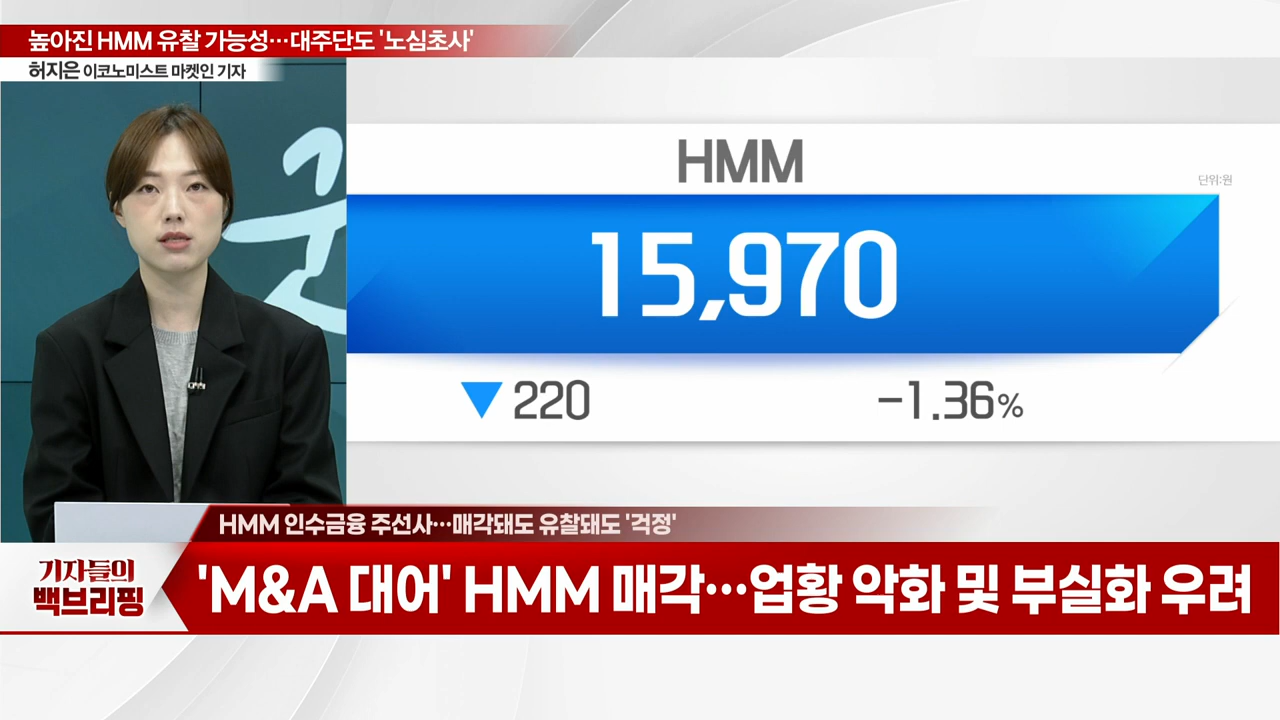 높아진 HMM 유찰 가능성…대주단도 '노심초사'
허지은 이코노미스트 마켓인 기자
HMM
단위:원
15,970
▼220
-1.36%
HMM 인수금융 주선사…매각돼도 유찰돼도 '걱정'
기자들의
백브리핑
'M&A 대어' HMM 매각…업황 악화 및 부실화 우려